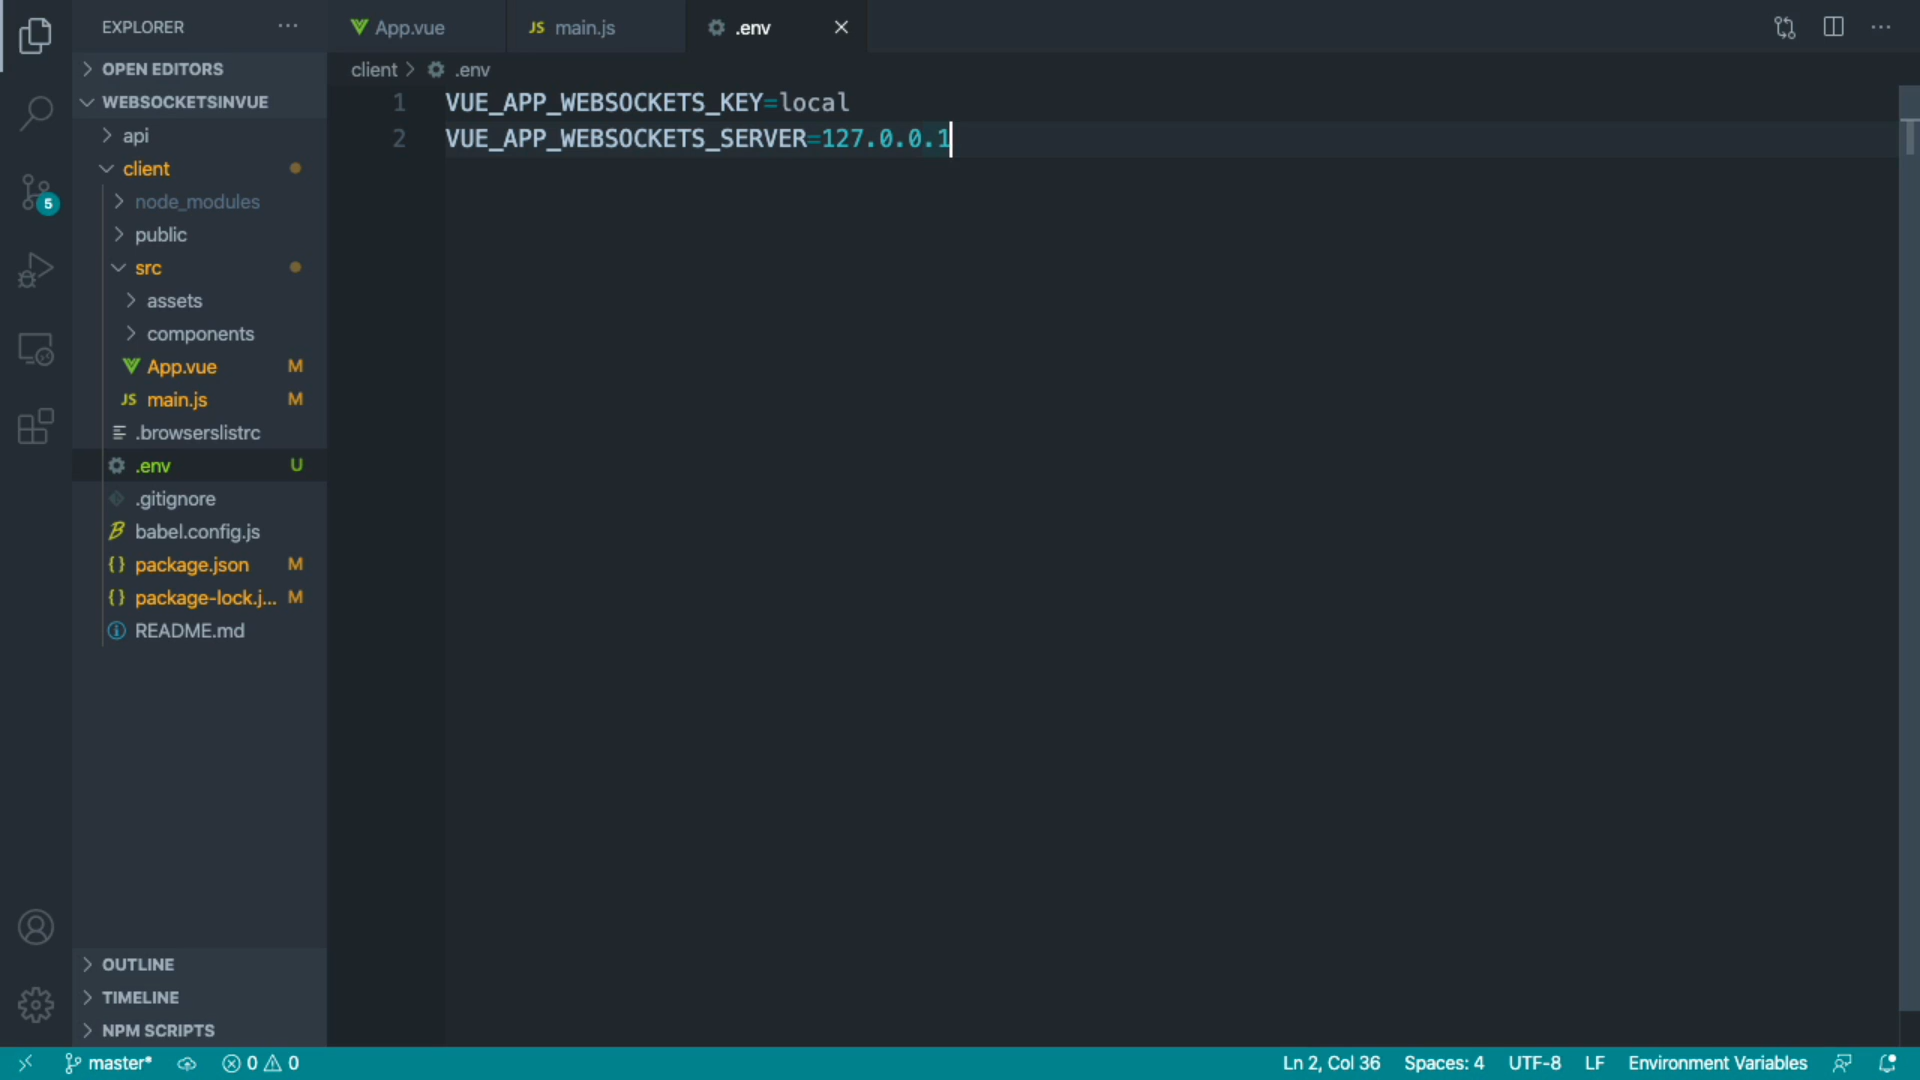 EXPLORER
App.vue
JS main.js
.env
OPEN EDITORS
client > .env
WEBSOCKETSINVUE
1 VUE_APP_WEBSOCKETS_KEY=local
2 VUE_APP_WEBSOCKETS_SERVER=127.0.0.1
api
client
5
node_modules
public
src
assets
components
App.vue M
JS main.js M
.browserslistrc
.env U
.gitignore
babel.config.js
{} package.json M
{} package-lock.j... M
README.md
OUTLINE
TIMELINE
NPM SCRIPTS
master* 0 0 Ln 2, Col 36 Spaces: 4 UTF-8 LF Environment Variables